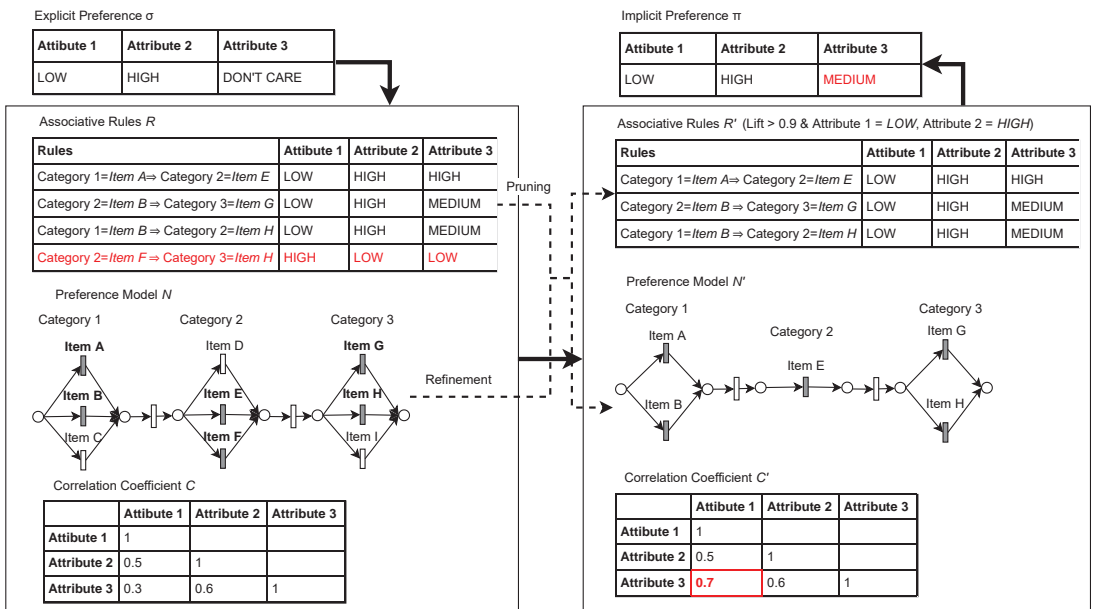 Explicit Preference σ
Attibute 1 Attribute 2 Attribute 3
LOW HIGH DON'T CARE
Associative Rules R
Rules Attibute 1 Attribute 2 Attribute 3
Category 1=Item A⇒ Category 2=Item E LOW HIGH HIGH
Category 2=Item B ⇒ Category 3=Item G LOW HIGH MEDIUM
Category 1=Item B ⇒ Category 2=Item H LOW HIGH MEDIUM
Category 2=Item F ⇒ Category 3=Item H HIGH LOW LOW
Preference Model N
Category 1 Category 2 Category 3
Item A Item D Item G
Item B Item E Item H
Item C Item F Item I
Correlation Coefficient C
Attibute 1 Attribute 2 Attribute 3
Attibute 1 1
Attribute 2 0.5 1
Attribute 3 0.3 0.6 1
Pruning
Refinement
Implicit Preference π
Attibute 1 Attribute 2 Attribute 3
LOW HIGH MEDIUM
Associative Rules R' (Lift > 0.9 & Attribute 1 = LOW, Attribute 2 = HIGH)
Rules Attibute 1 Attribute 2 Attribute 3
Category 1=Item A⇒ Category 2=Item E LOW HIGH HIGH
Category 2=Item B ⇒ Category 3=Item G LOW HIGH MEDIUM
Category 1=Item B ⇒ Category 2=Item H LOW HIGH MEDIUM
Preference Model N'
Category 1 Category 2 Category 3
Item A Item E Item G
Item B Item H
Correlation Coefficient C'
Attibute 1 Attribute 2 Attribute 3
Attibute 1 1
Attribute 2 0.5 1
Attribute 3 0.7 0.6 1